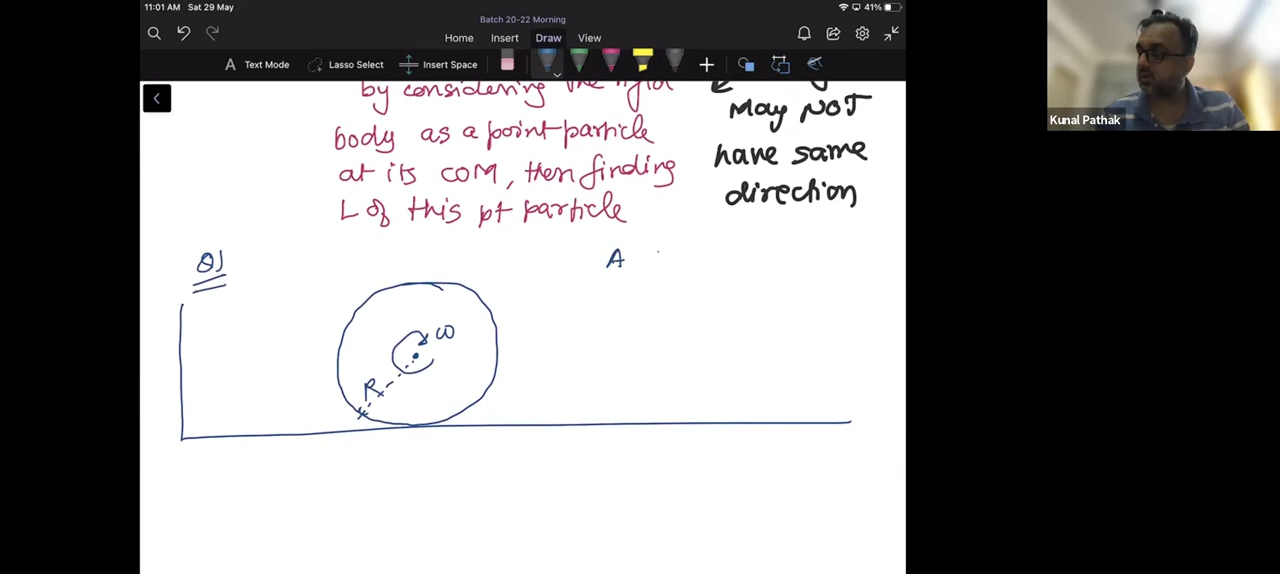 11:01 AM Sat 29 May
41%
Batch 20-22 Morning
Home Insert Draw View
Text Mode Lasso Select Insert Space
by considering the rigid
body as a point particle
at its COM, then finding
L of this pt particle
May NOT
have same
direction
Q)
A
ω
R
Kunal Pathak